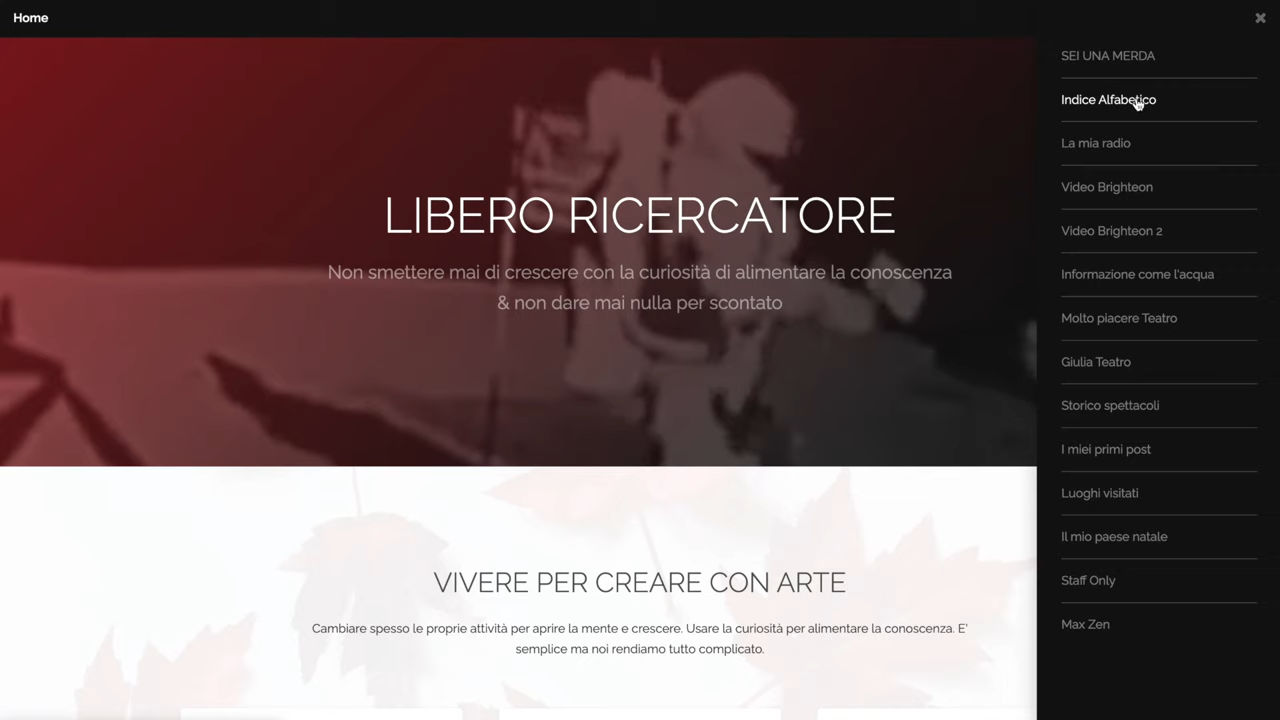 Home
SEI UNA MERDA
Indice Alfabetico
La mia radio
Video Brighteon
Video Brighteon 2
Informazione come l'acqua
Molto piacere Teatro
Giulia Teatro
Storico spettacoli
I miei primi post
Luoghi visitati
Il mio paese natale
Staff Only
Max Zen
LIBERO RICERCATORE
Non smettere mai di crescere con la curiosità di alimentare la conoscenza
& non dare mai nulla per scontato
VIVERE PER CREARE CON ARTE
Cambiare spesso le proprie attività per aprire la mente e crescere. Usare la curiosità per alimentare la conoscenza. E'
semplice ma noi rendiamo tutto complicato.